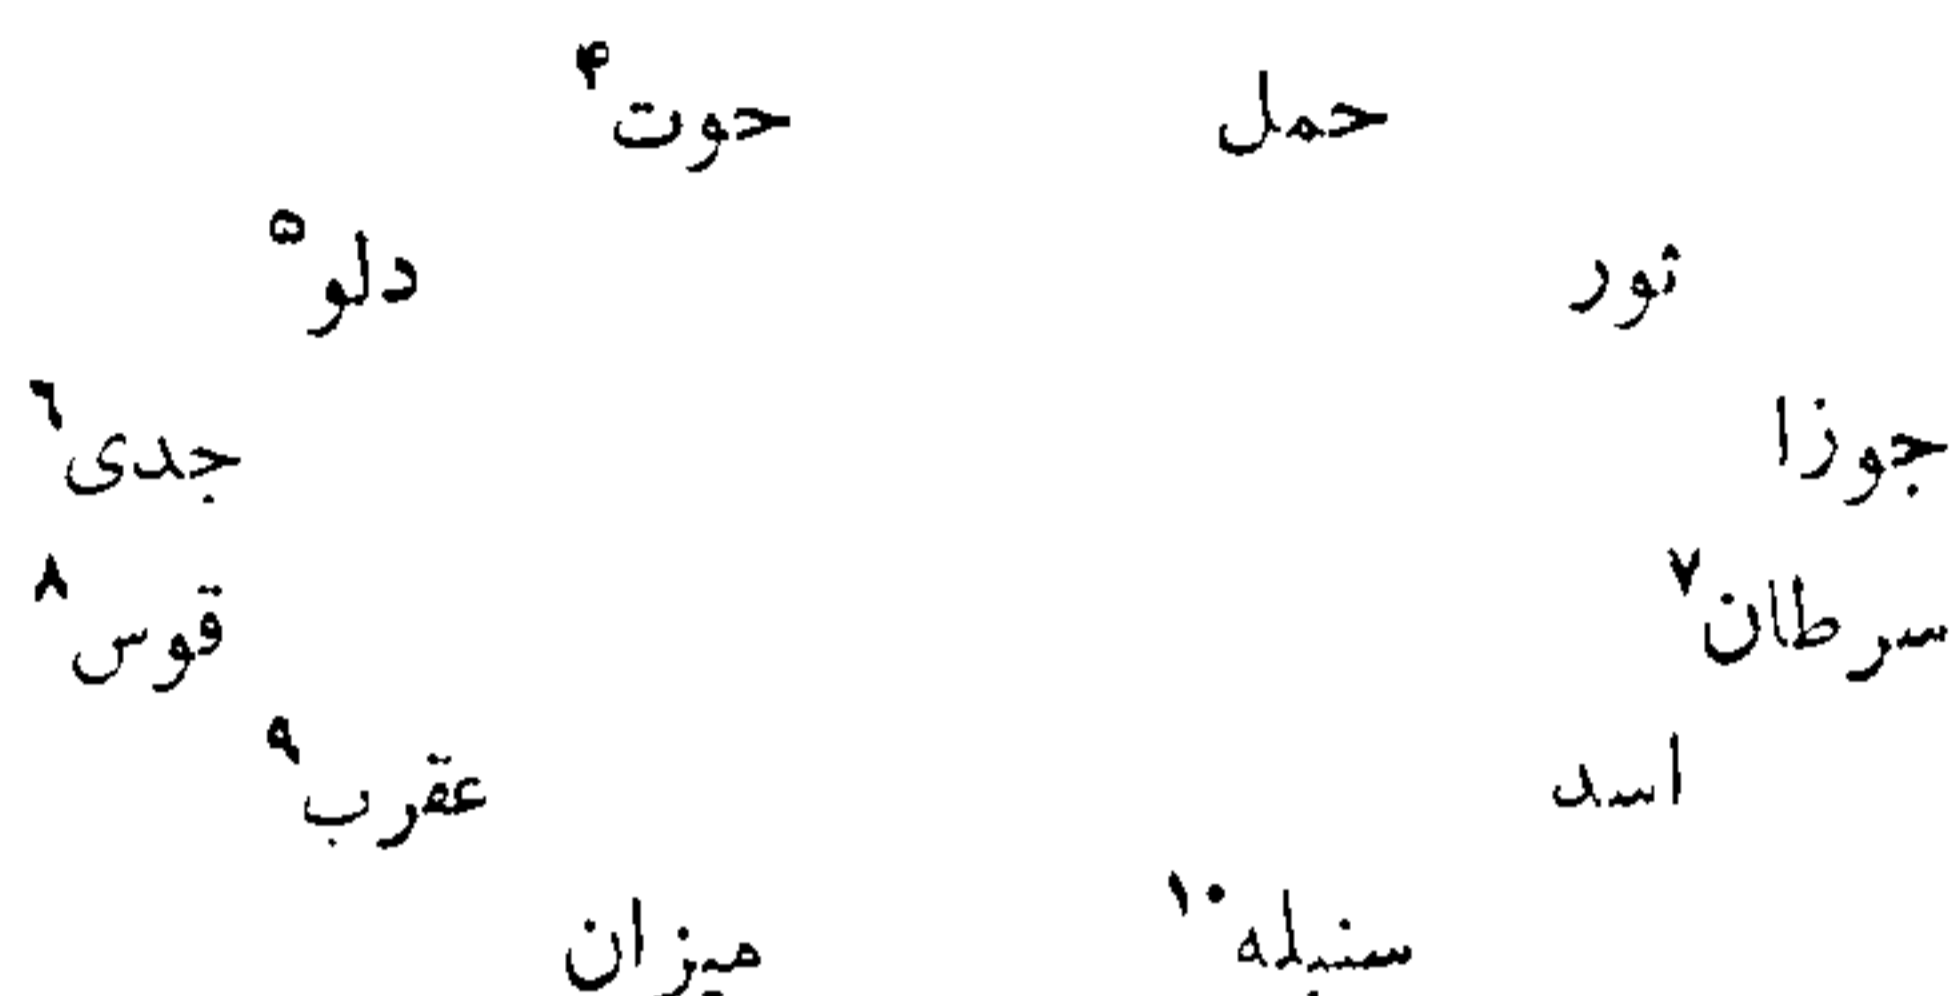 حمل حوت۴
ثور دلو۵
جوزا جدی۶
سرطان۷ قوس۸
اسد عقرب۹
سنبله۱۰ میزان